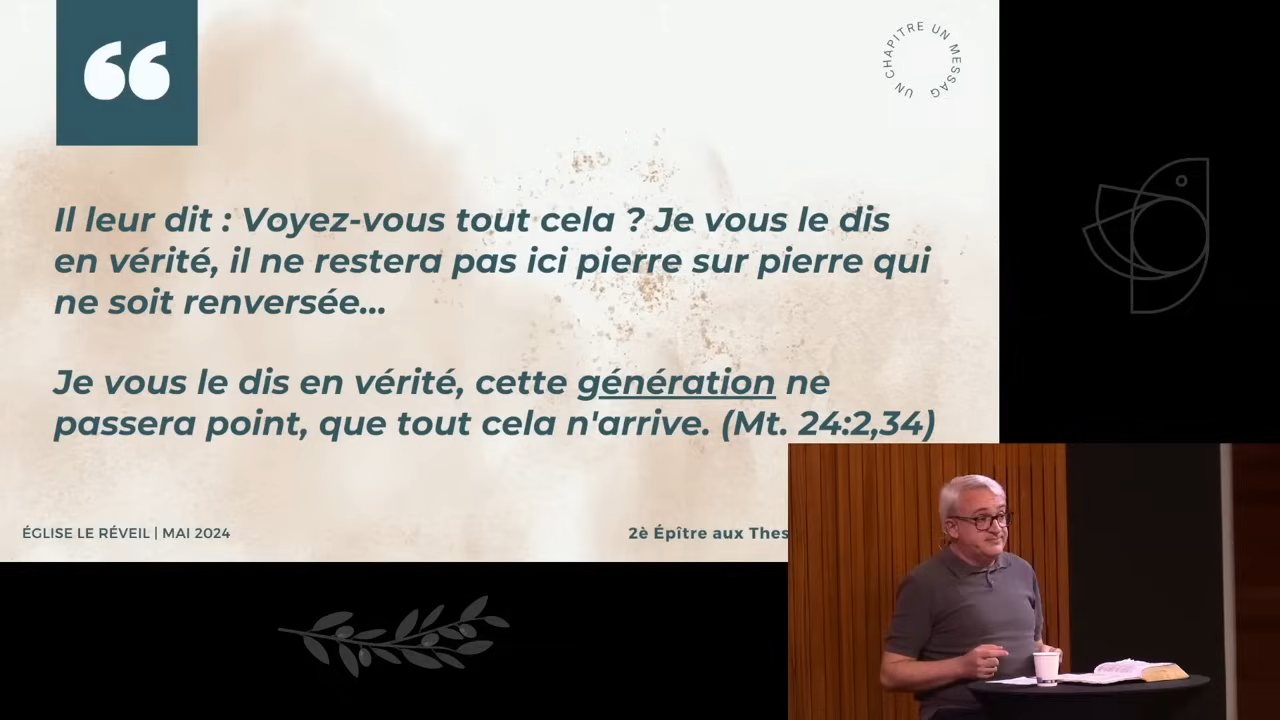 UN CHAPITRE UN MESSAG
Il leur dit : Voyez-vous tout cela ? Je vous le dis
en vérité, il ne restera pas ici pierre sur pierre qui
ne soit renversée...
Je vous le dis en vérité, cette génération ne
passera point, que tout cela n'arrive. (Mt. 24:2,34)
ÉGLISE LE RÉVEIL | MAI 2024
2è Épître aux Thes